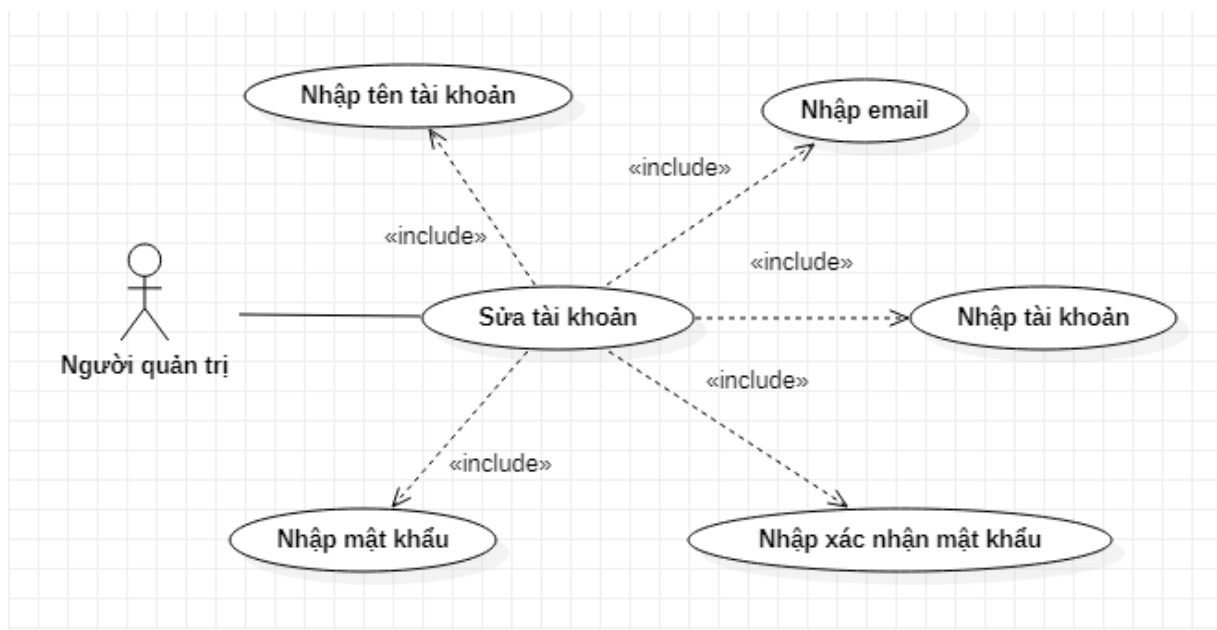 Nhập tên tài khoản
Nhập email
«include»
«include»
«include»
Sửa tài khoản
Nhập tài khoản
Người quản trị
«include»
«include»
Nhập mật khẩu
Nhập xác nhận mật khẩu